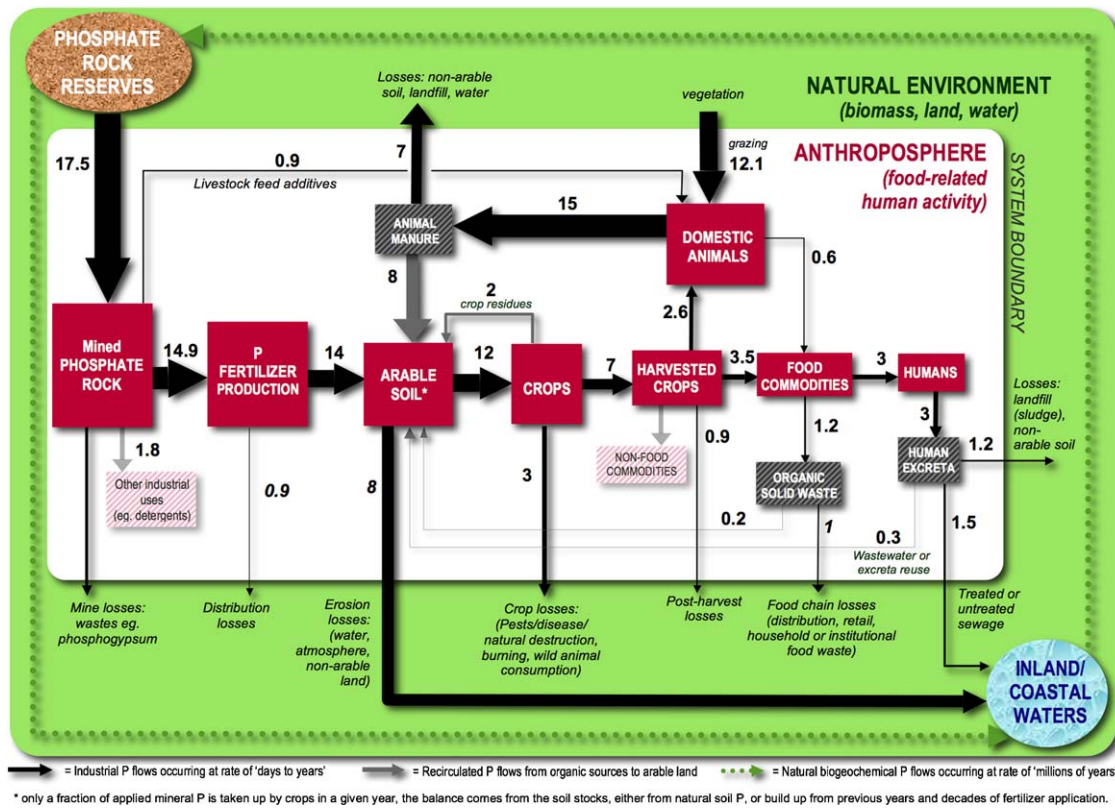 PHOSPHATE
ROCK
RESERVES
Losses: non-arable
soil, landfill, water
vegetation
NATURAL ENVIRONMENT
(biomass, land, water)
17.5
0.9
Livestock feed additives
7
grazing
12.1
ANTHROPOSPHERE
(food-related
human activity)
SYSTEM BOUNDARY
ANIMAL
MANURE
15
DOMESTIC
ANIMALS
0.6
8
2
crop residues
2.6
Mined
PHOSPHATE
ROCK
14.9
P
FERTILIZER
PRODUCTION
14
ARABLE
SOIL*
12
CROPS
7
HARVESTED
CROPS
3.5
FOOD
COMMODITIES
3
HUMANS
Losses:
landfill
(sludge),
non-
arable soil
1.8
Other industrial
uses
(eg. detergents)
0.9
8
3
NON-FOOD
COMMODITIES
0.9
1.2
ORGANIC
SOLID WASTE
3
HUMAN
EXCRETA
1.2
0.2
1
0.3
Wastewater or
excreta reuse
1.5
Mine losses:
wastes eg.
phosphogypsum
Distribution
losses
Erosion
losses:
(water,
atmosphere,
non-arable
land)
Crop losses:
(Pests/disease/
natural destruction,
burning, wild animal
consumption)
Post-harvest
losses
Food chain losses
(distribution, retail,
household or institutional
food waste)
Treated or
untreated
sewage
INLAND/
COASTAL
WATERS
= Industrial P flows occurring at rate of 'days to years'
= Recirculated P flows from organic sources to arable land
= Natural biogeochemical P flows occurring at rate of 'millions of years
* only a fraction of applied mineral P is taken up by crops in a given year, the balance comes from the soil stocks, either from natural soil P, or build up from previous years and decades of fertilizer application.